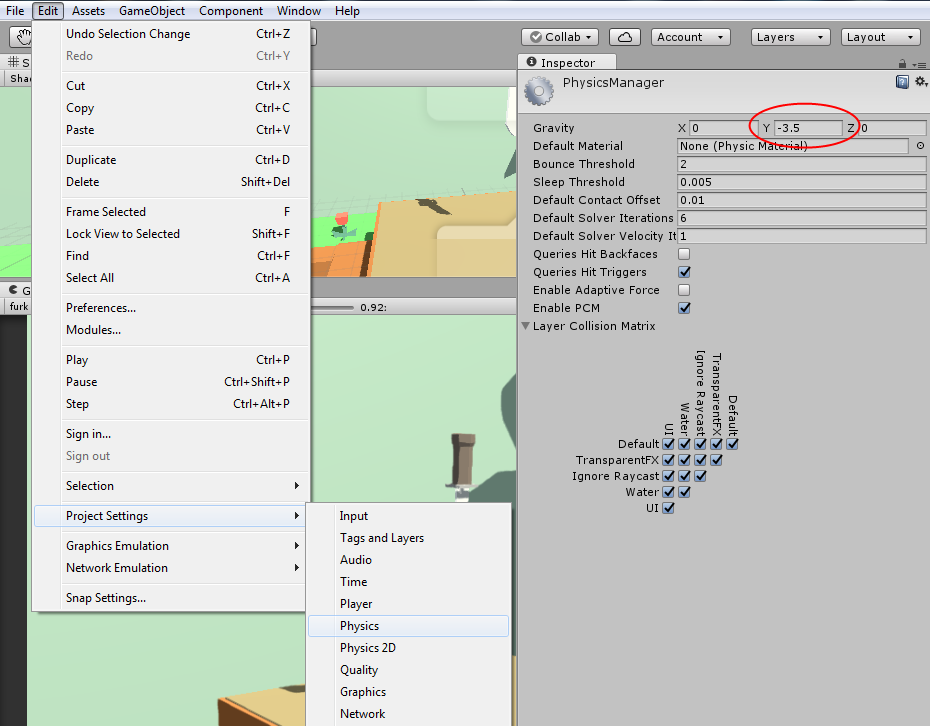 File Edit Assets GameObject Component Window Help
Undo Selection Change Ctrl+Z
Redo Ctrl+Y
Cut Ctrl+X
Copy Ctrl+C
Paste Ctrl+V
Duplicate Ctrl+D
Delete Shift+Del
Frame Selected F
Lock View to Selected Shift+F
Find Ctrl+F
Select All Ctrl+A
Preferences...
Modules...
Play Ctrl+P
Pause Ctrl+Shift+P
Step Ctrl+Alt+P
Sign in...
Sign out
Selection
Project Settings
Graphics Emulation
Network Emulation
Snap Settings...
Input
Tags and Layers
Audio
Time
Player
Physics
Physics 2D
Quality
Graphics
Network
S
Shad
G
furk
0.92:
Collab Account Layers Layout
Inspector
PhysicsManager
Gravity X 0 Y -3.5 Z 0
Default Material None (Physic Material)
Bounce Threshold 2
Sleep Threshold 0.005
Default Contact Offset 0.01
Default Solver Iterations 6
Default Solver Velocity It 1
Queries Hit Backfaces
Queries Hit Triggers
Enable Adaptive Force
Enable PCM
Layer Collision Matrix
UI
Water
Ignore Raycast
TransparentFX
Default
Default
TransparentFX
Ignore Raycast
Water
UI